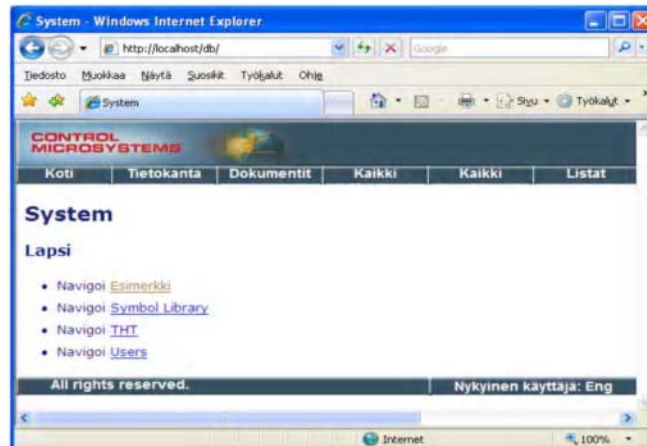 System - Windows Internet Explorer
http://localhost/db/
Google
Tiedosto Muokkaa Näytä Suosikit Työkalut Ohje
System
Sivu Työkalut
CONTROL
MICROSYSTEMS
Koti Tietokanta Dokumentit Kaikki Kaikki Listat
System
Lapsi
Navigoi Esimerkki
Navigoi Symbol Library
Navigoi THT
Navigoi Users
All rights reserved. Nykyinen käyttäjä: Eng
Internet 100%